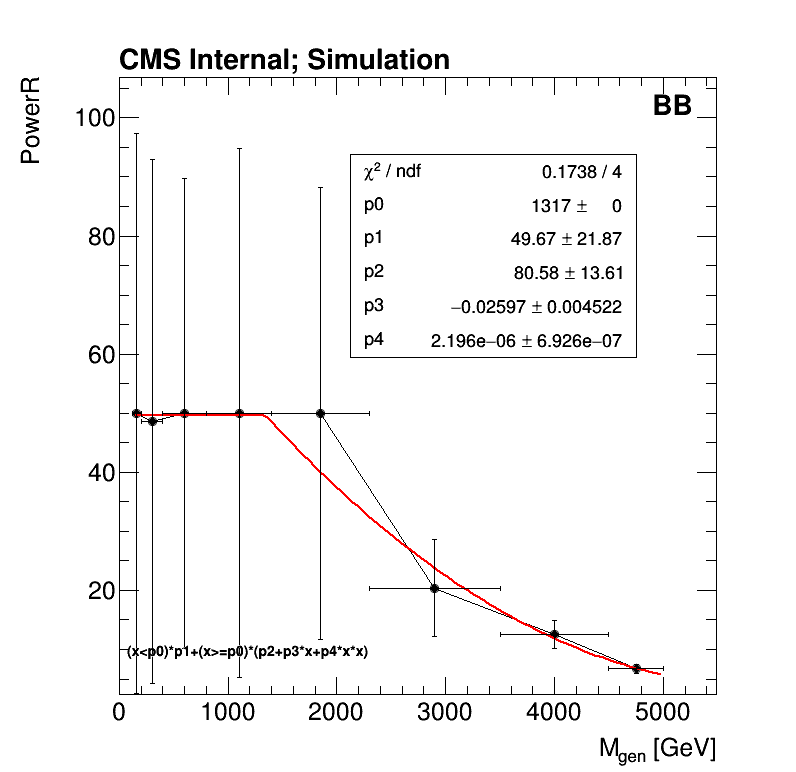 CMS Internal; Simulation
PowerR
BB
χ² / ndf 0.1738 / 4
p0 1317 ± 0
p1 49.67 ± 21.87
p2 80.58 ± 13.61
p3 −0.02597 ± 0.004522
p4 2.196e−06 ± 6.926e−07
100
80
60
40
20
(x<p0)*p1+(x>=p0)*(p2+p3*x+p4*x*x)
0 1000 2000 3000 4000 5000
M_gen [GeV]